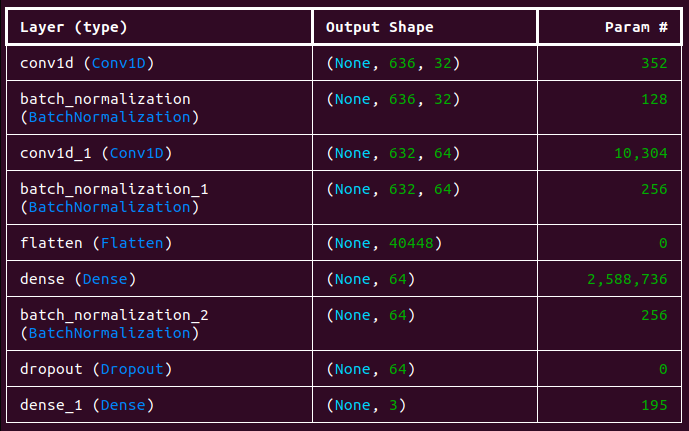 Layer (type) Output Shape Param #
conv1d (Conv1D) (None, 636, 32) 352
batch_normalization (None, 636, 32) 128
(BatchNormalization)
conv1d_1 (Conv1D) (None, 632, 64) 10,304
batch_normalization_1 (None, 632, 64) 256
(BatchNormalization)
flatten (Flatten) (None, 40448) 0
dense (Dense) (None, 64) 2,588,736
batch_normalization_2 (None, 64) 256
(BatchNormalization)
dropout (Dropout) (None, 64) 0
dense_1 (Dense) (None, 3) 195